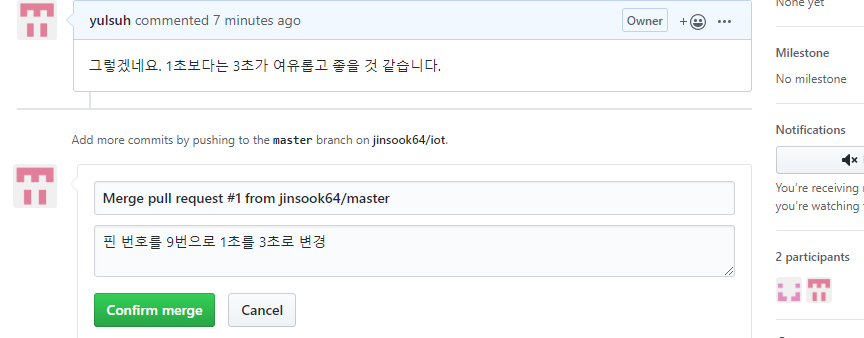 None yet
yulsuh commented 7 minutes ago
Owner
그렇겠네요. 1초보다는 3초가 여유롭고 좋을 것 같습니다.
Milestone
No milestone
Add more commits by pushing to the master branch on jinsook64/iot.
Notifications
You're receiving
you're watching
Merge pull request #1 from jinsook64/master
핀 번호를 9번으로 1초를 3초로 변경
2 participants
Confirm merge
Cancel